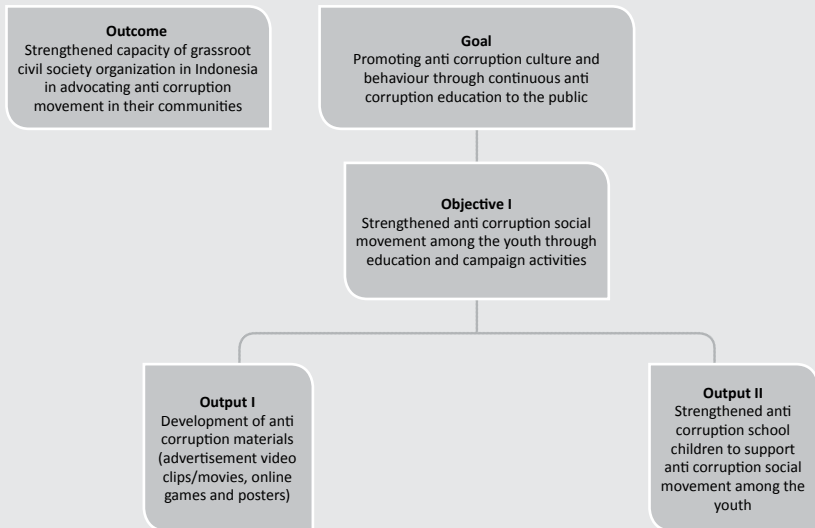 Outcome
Strengthened capacity of grassroot
civil society organization in Indonesia
in advocating anti corruption
movement in their communities
Goal
Promoting anti corruption culture and
behaviour through continuous anti
corruption education to the public
Objective I
Strengthened anti corruption social
movement among the youth through
education and campaign activities
Output I
Development of anti
corruption materials
(advertisement video
clips/movies, online
games and posters)
Output II
Strengthened anti
corruption school
children to support
anti corruption social
movement among the
youth